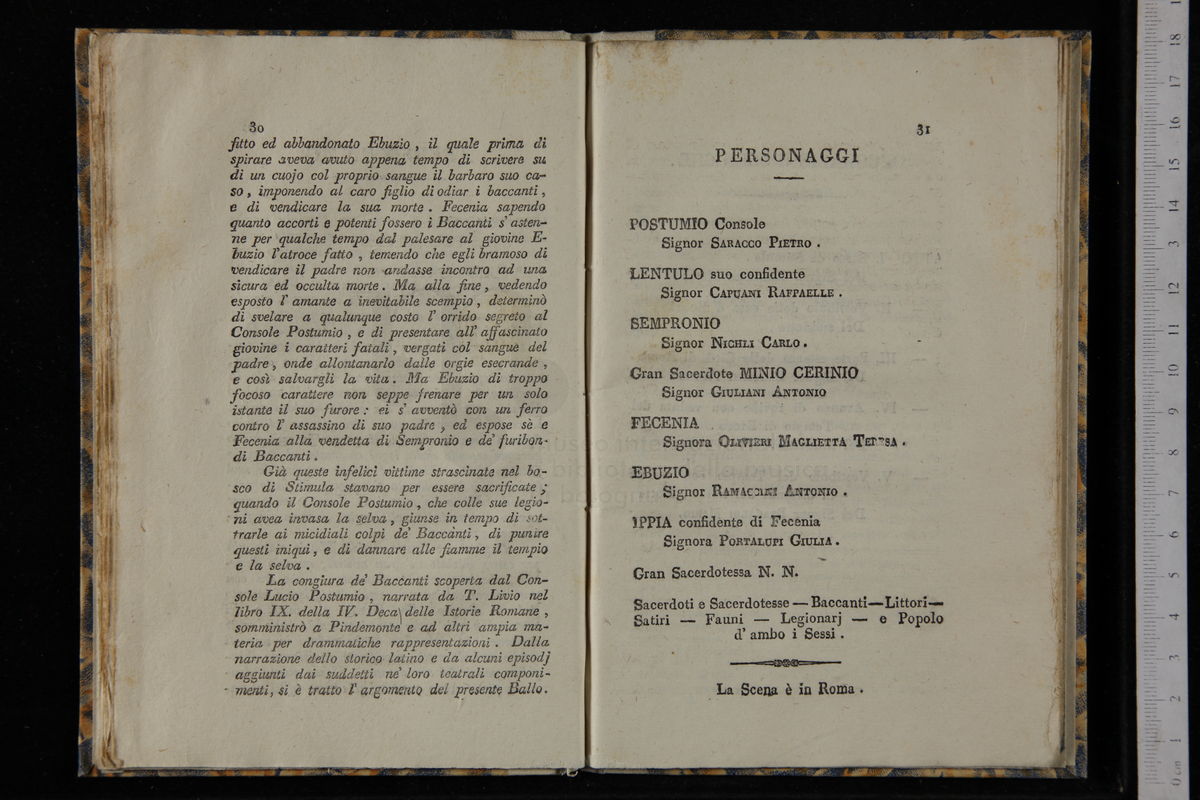 30
fitto ed abbandonato Ebuzio , il quale prima di
spirare aveva avuto appena tempo di scrivere su
di un cuojo col proprio sangue il barbaro suo ca-
so , imponendo al caro figlio di odiar i baccanti ,
e di vendicare la sua morte . Fecenia sapendo
quanto accorti e potenti fossero i Baccanti s' asten-
ne per qualche tempo dal palesare al giovine E-
buzio l'atroce fatto , temendo che egli bramoso di
vendicare il padre non andasse incontro ad una
sicura ed occulta morte . Ma alla fine , vedendo
esposto l' amante a inevitabile scempio , determinò
di svelare a qualunque costo l' orrido segreto al
Console Postumio , e di presentare all' affascinato
giovine i caratteri fatali , vergati col sangue del
padre , onde allontanarlo dalle orgie esecrande ,
e così salvargli la vita . Ma Ebuzio di troppo
focoso carattere non seppe frenare per un solo
istante il suo furore : ei s' avventò con un ferro
contro l' assassino di suo padre , ed espose sè e
Fecenia alla vendetta di Sempronio e de' furibon-
di Baccanti .
Già queste infelici vittime strascinate nel bo-
sco di Stimula stavano per essere sacrificate ;
quando il Console Postumio , che colle sue legio-
ni avea invasa la selva , giunse in tempo di sot-
trarle ai micidiali colpi de' Baccanti , di punire
questi iniqui , e di dannare alle fiamme il tempio
e la selva .
La congiura de' Baccanti scoperta dal Con-
sole Lucio Postumio , narrata da T. Livio nel
libro IX. della IV. Deca delle Istorie Romane ,
somministrò a Pindemonte e ad altri ampia ma-
teria per drammatiche rappresentazioni . Dalla
narrazione dello storico latino e da alcuni episodj
aggiunti dai suddetti ne' loro teatrali componi-
menti, si è tratto l' argomento del presente Ballo.
31
PERSONAGGI
POSTUMIO Console
Signor SARACCO PIETRO .
LENTULO suo confidente
Signor CAPUANI RAFFAELLE .
SEMPRONIO
Signor NICHLI CARLO .
Gran Sacerdote MINIO CERINIO
Signor GIULIANI ANTONIO
FECENIA
Signora OLIVIERI MAGLIETTA TERESA .
EBUZIO
Signor RAMACCINI ANTONIO .
IPPIA confidente di Fecenia
Signora PORTALUPI GIULIA .
Gran Sacerdotessa N. N.
Sacerdoti e Sacerdotesse — Baccanti — Littori —
Satiri — Fauni — Legionarj — e Popolo
d' ambo i Sessi .
La Scena è in Roma .